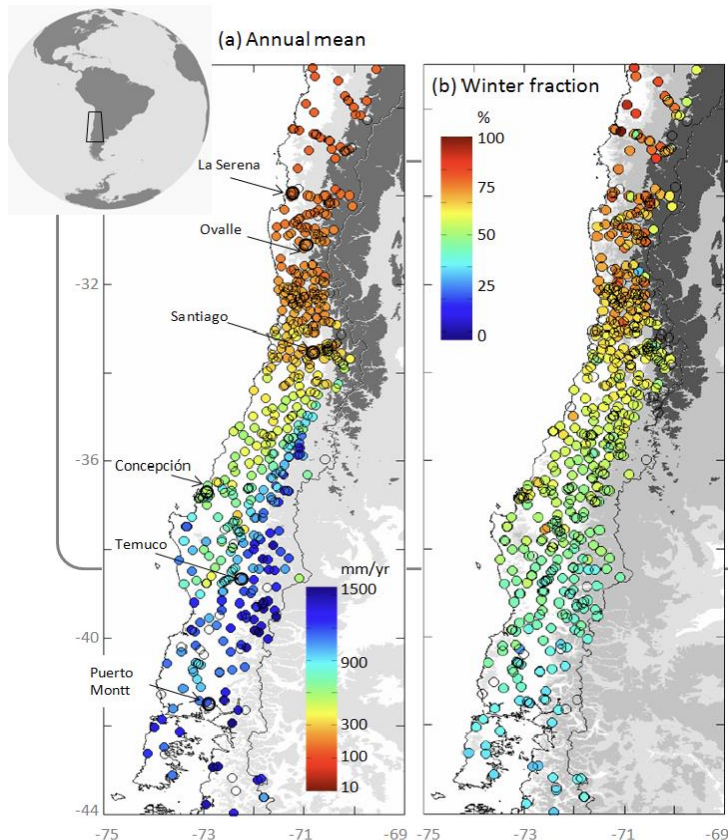 (a) Annual mean
(b) Winter fraction
%
100
75
50
25
0
La Serena
Ovalle
Santiago
Concepción
Temuco
Puerto
Montt
mm/yr
1500
900
300
100
10
-32
-36
-40
-44
-75
-73
-71
-69
-75
-73
-71
-69